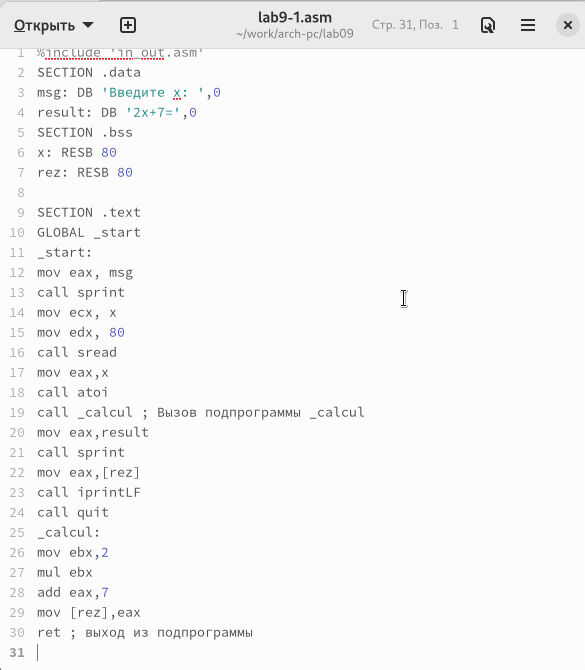 Открыть
lab9-1.asm
~/work/arch-pc/lab09
Стр. 31, Поз. 1
1 %include 'in_out.asm'
2 SECTION .data
3 msg: DB 'Введите x: ',0
4 result: DB '2x+7=',0
5 SECTION .bss
6 x: RESB 80
7 rez: RESB 80
8
9 SECTION .text
10 GLOBAL _start
11 _start:
12 mov eax, msg
13 call sprint
14 mov ecx, x
15 mov edx, 80
16 call sread
17 mov eax,x
18 call atoi
19 call _calcul ; Вызов подпрограммы _calcul
20 mov eax,result
21 call sprint
22 mov eax,[rez]
23 call iprintLF
24 call quit
25 _calcul:
26 mov ebx,2
27 mul ebx
28 add eax,7
29 mov [rez],eax
30 ret ; выход из подпрограммы
31